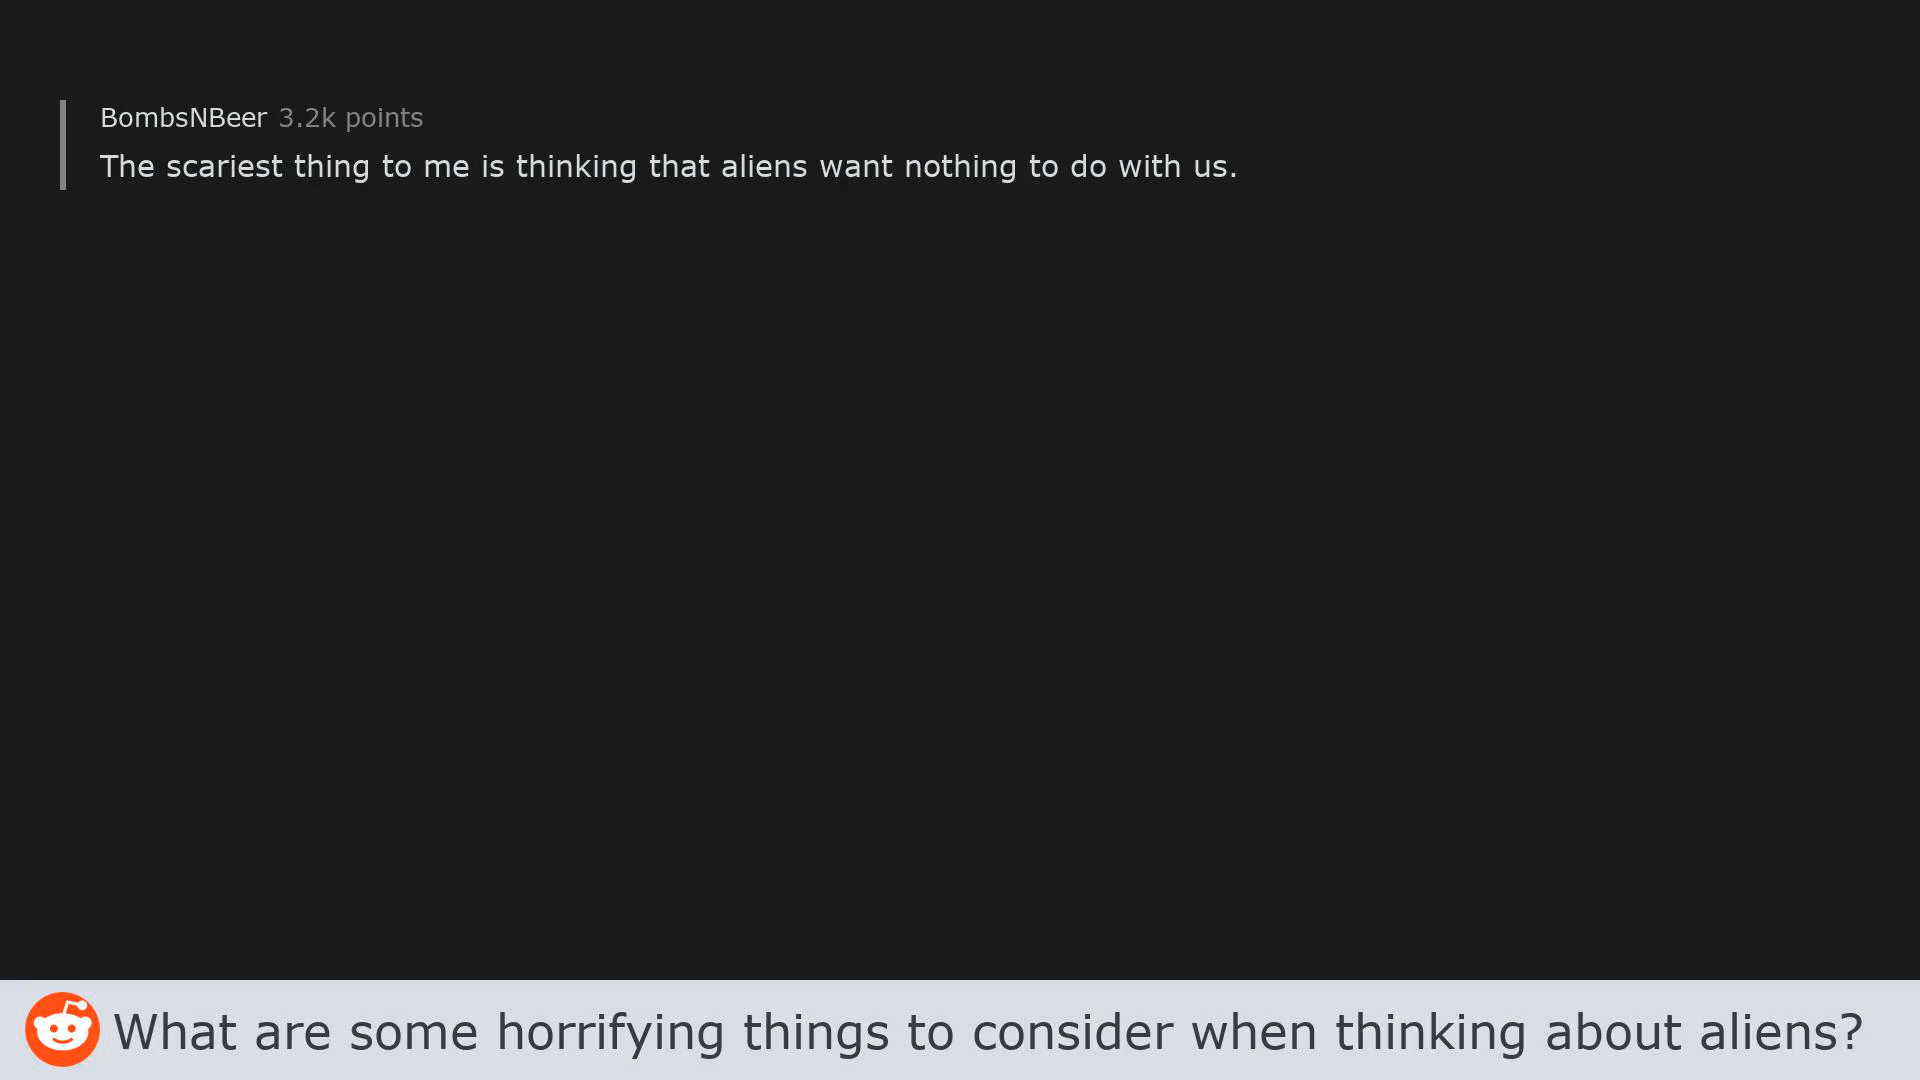 BombsNBeer 3.2k points
The scariest thing to me is thinking that aliens want nothing to do with us.
What are some horrifying things to consider when thinking about aliens?